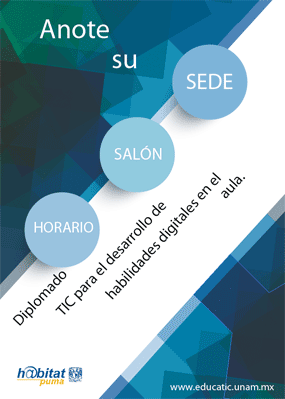 Anote
su
SEDE
SALÓN
HORARIO
Diplomado
TIC para el desarrollo de
habilidades digitales en el
aula.
h@bitat
puma
www.educatic.unam.mx